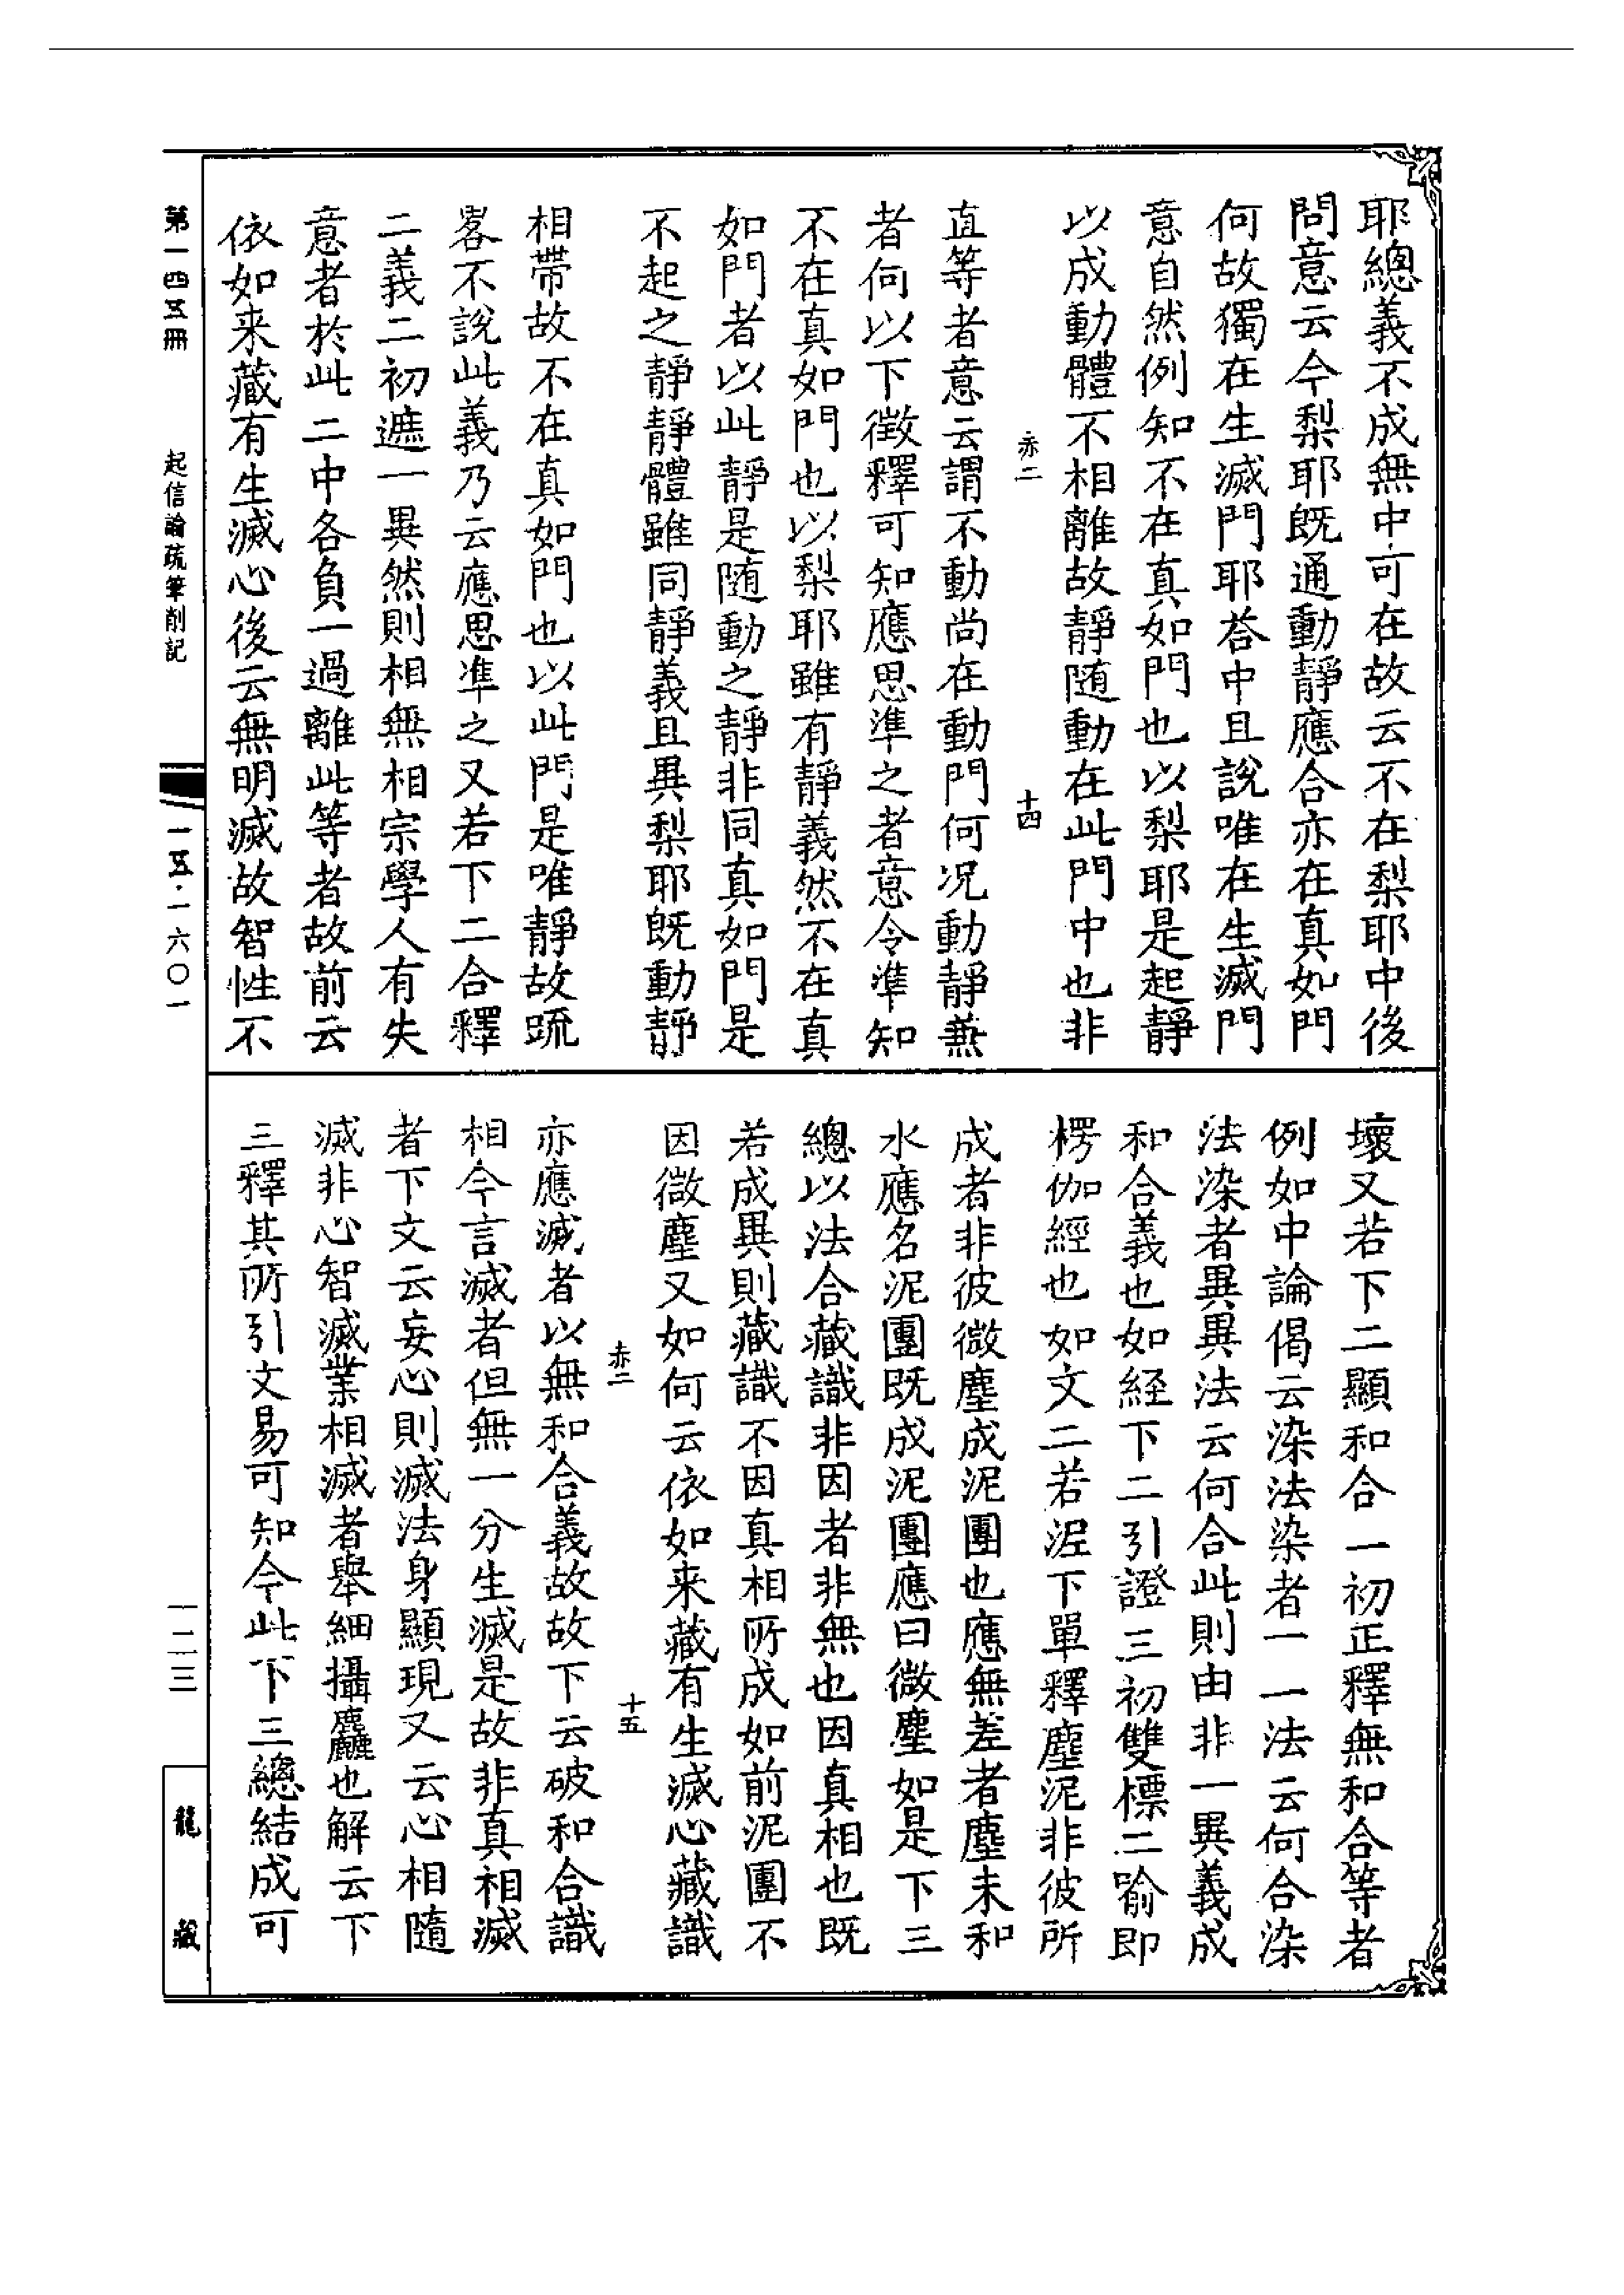 耶總義不成無中可在故云不在梨耶中後
問意云今梨耶既通動靜應合亦在真如門
何故獨在生滅門耶荅中且說唯在生滅門
意自然例知不在真如門也以梨耶是起靜
以成動體不相離故靜随動在此門中也非
赤二
十四
直等者意云謂不動尚在動門何况動靜兼
者何以下徵釋可知應思準之者意令準知
不在真如門也以梨耶雖有靜義然不在真
如門者以此靜是随動之靜非同真如門是
不起之靜靜體雖同靜義且異梨耶既動靜
相帶故不在真如門也以此門是唯靜故䟽
畧不說此義乃云應思準之又若下二合釋
二義二初遮一異然則相無相宗學人有失
意者於此二中各負一過離此等者故前云
依如来藏有生滅心後云無明滅故智性不
壞又若下二顯和合一初正釋無和合等者
例如中論偈云染法染者一一法云何合染
法染者異異法云何合此則由非一異義成
和合義也如経下二引證三初雙標二喻即
楞伽經也如文二若泥下單釋塵泥非彼所
成者非彼微塵成泥團也應無差者塵未和
水應名泥團既成泥團應曰微塵如是下三
總以法合藏識非因者非無也因真相也既
若成異則藏識不因真相所成如前泥團不
因微塵又如何云依如来藏有生滅心藏識
赤二
十五
亦應滅者以無和合義故故下云破和合識
相今言滅者但無一分生滅是故非真相滅
者下文云妄心則滅法身顯現又云心相隨
滅非心智滅業相滅者舉細攝麤也解云下
三釋其所引文易可知今此下三總結成可
第一四五冊
起信論疏筆削記
一五·一六〇一
一二三
龍藏